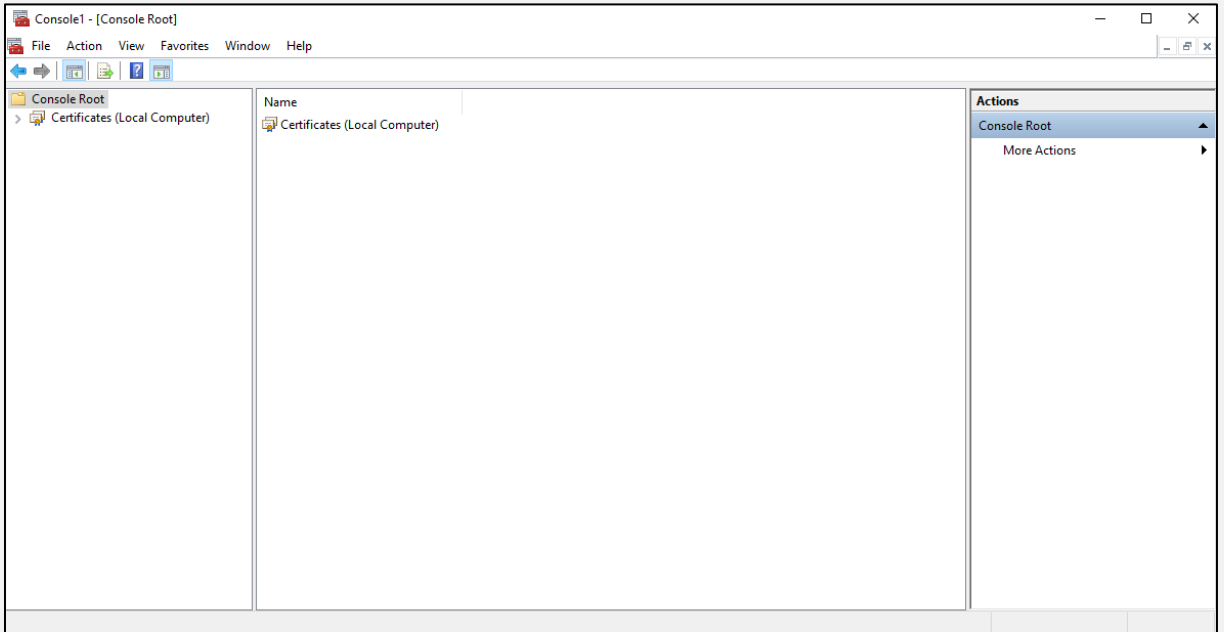 Console1 - [Console Root]
File Action View Favorites Window Help
Console Root
Certificates (Local Computer)
Name
Certificates (Local Computer)
Actions
Console Root
More Actions